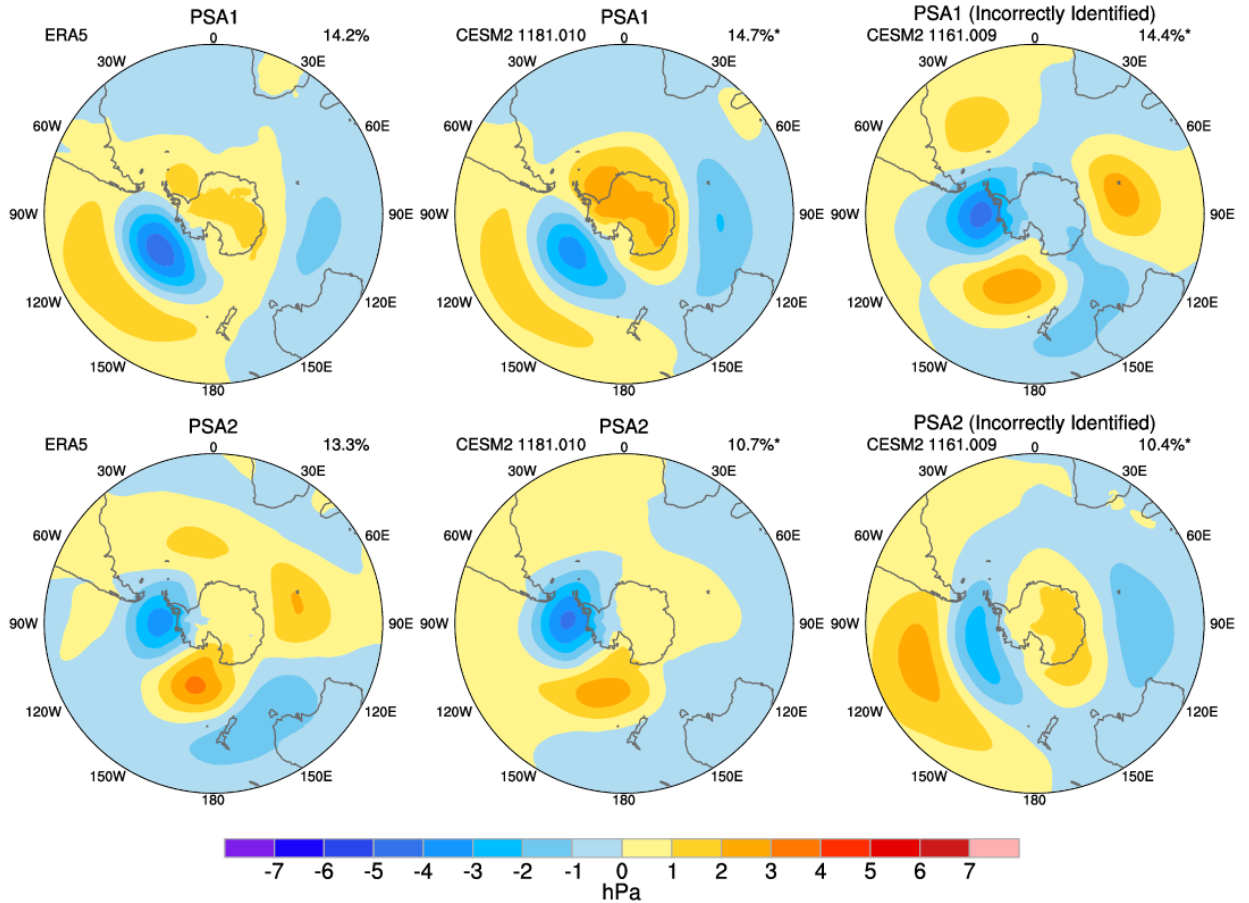 PSA1
ERA5 14.2%
0
30W 30E
60W 60E
90W 90E
120W 120E
150W 150E
180
PSA1
CESM2 1181.010 14.7%*
0
30W 30E
60W 60E
90W 90E
120W 120E
150W 150E
180
PSA1 (Incorrectly Identified)
CESM2 1161.009 14.4%*
0
30W 30E
60W 60E
90W 90E
120W 120E
150W 150E
180
PSA2
ERA5 13.3%
0
30W 30E
60W 60E
90W 90E
120W 120E
150W 150E
180
PSA2
CESM2 1181.010 10.7%*
0
30W 30E
60W 60E
90W 90E
120W 120E
150W 150E
180
PSA2 (Incorrectly Identified)
CESM2 1161.009 10.4%*
0
30W 30E
60W 60E
90W 90E
120W 120E
150W 150E
180
-7 -6 -5 -4 -3 -2 -1 0 1 2 3 4 5 6 7
hPa